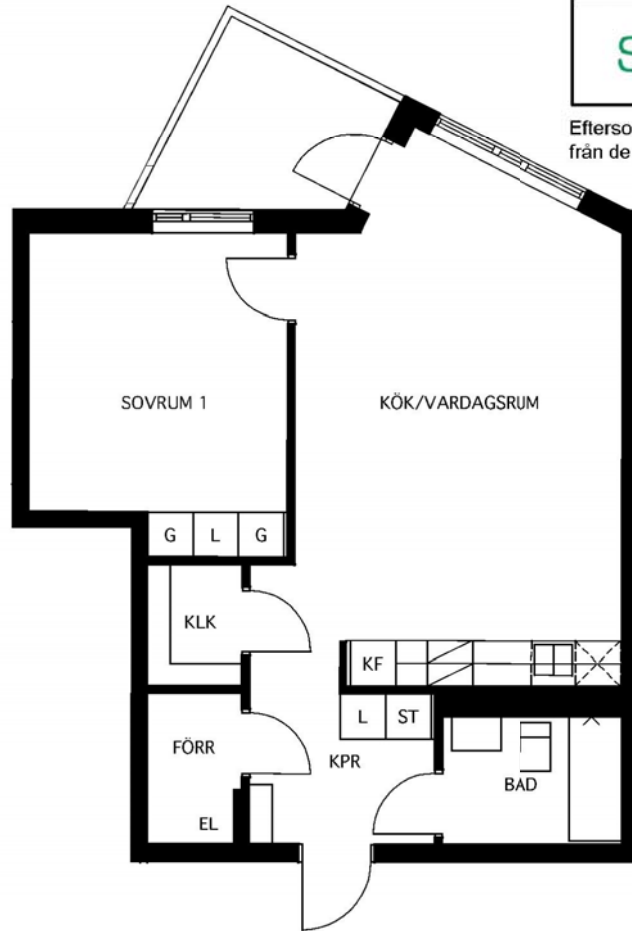 S
Efterso
från de
SOVRUM 1
KÖK/VARDAGSRUM
G L G
KLK
KF
L ST
FÖRR
KPR
BAD
EL